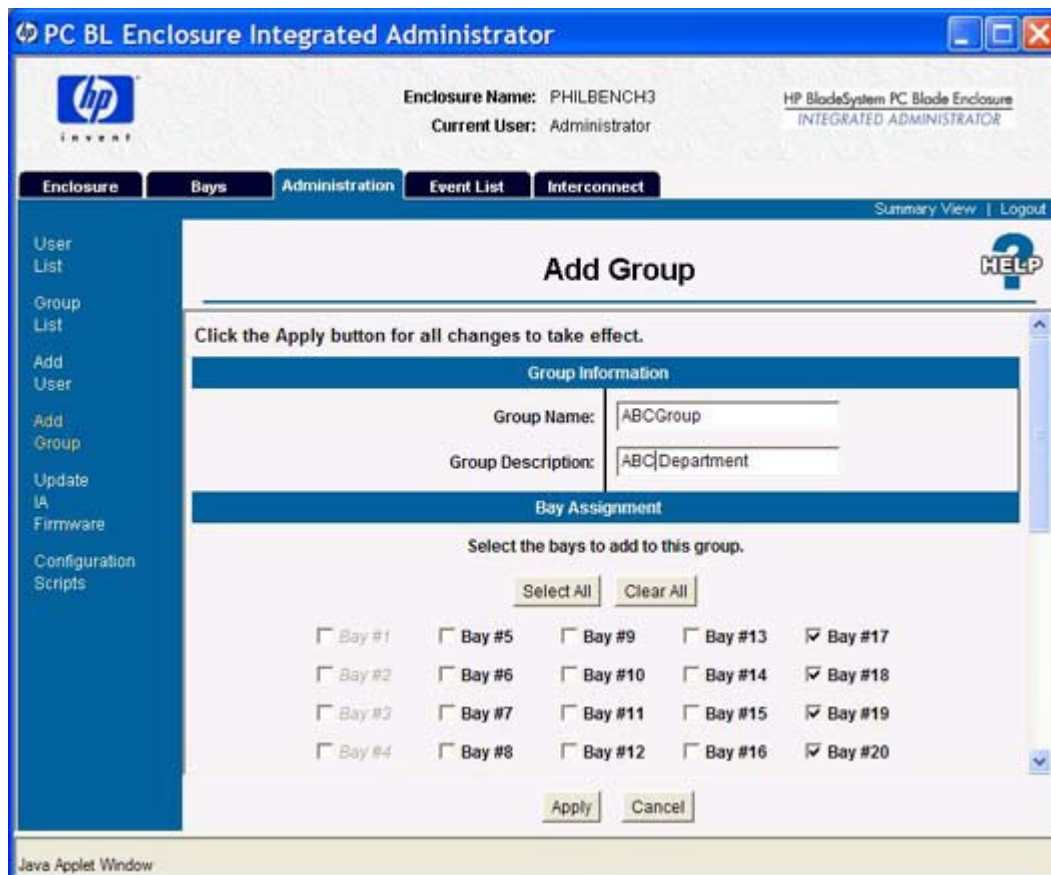 PC BL Enclosure Integrated Administrator
hp
invent
Enclosure Name: PHILBENCH3
Current User: Administrator
HP BladeSystem PC Blade Enclosure
INTEGRATED ADMINISTRATOR
Enclosure Bays Administration Event List Interconnect
Summary View | Logout
User
List
Group
List
Add
User
Add
Group
Update
IA
Firmware
Configuration
Scripts
Add Group
HELP
Click the Apply button for all changes to take effect.
Group Information
Group Name: ABCGroup
Group Description: ABC Department
Bay Assignment
Select the bays to add to this group.
Select All Clear All
Bay #1 Bay #5 Bay #9 Bay #13 Bay #17
Bay #2 Bay #6 Bay #10 Bay #14 Bay #18
Bay #3 Bay #7 Bay #11 Bay #15 Bay #19
Bay #4 Bay #8 Bay #12 Bay #16 Bay #20
Apply Cancel
Java Applet Window